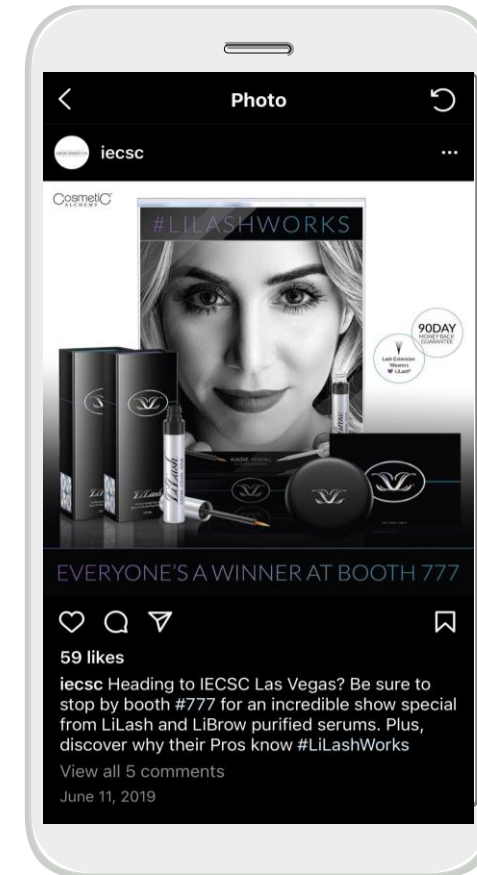 Photo
iecsc
CosmetiC
ALCHEMY
#LILASHWORKS
90DAY
MONEY BACK
GUARANTEE
Lash Extension
Wearers
💜 LiLash®
LiLash
LiLash
LiLash
EVERYONE'S A WINNER AT BOOTH 777
59 likes
iecsc Heading to IECSC Las Vegas? Be sure to
stop by booth #777 for an incredible show special
from LiLash and LiBrow purified serums. Plus,
discover why their Pros know #LiLashWorks
View all 5 comments
June 11, 2019